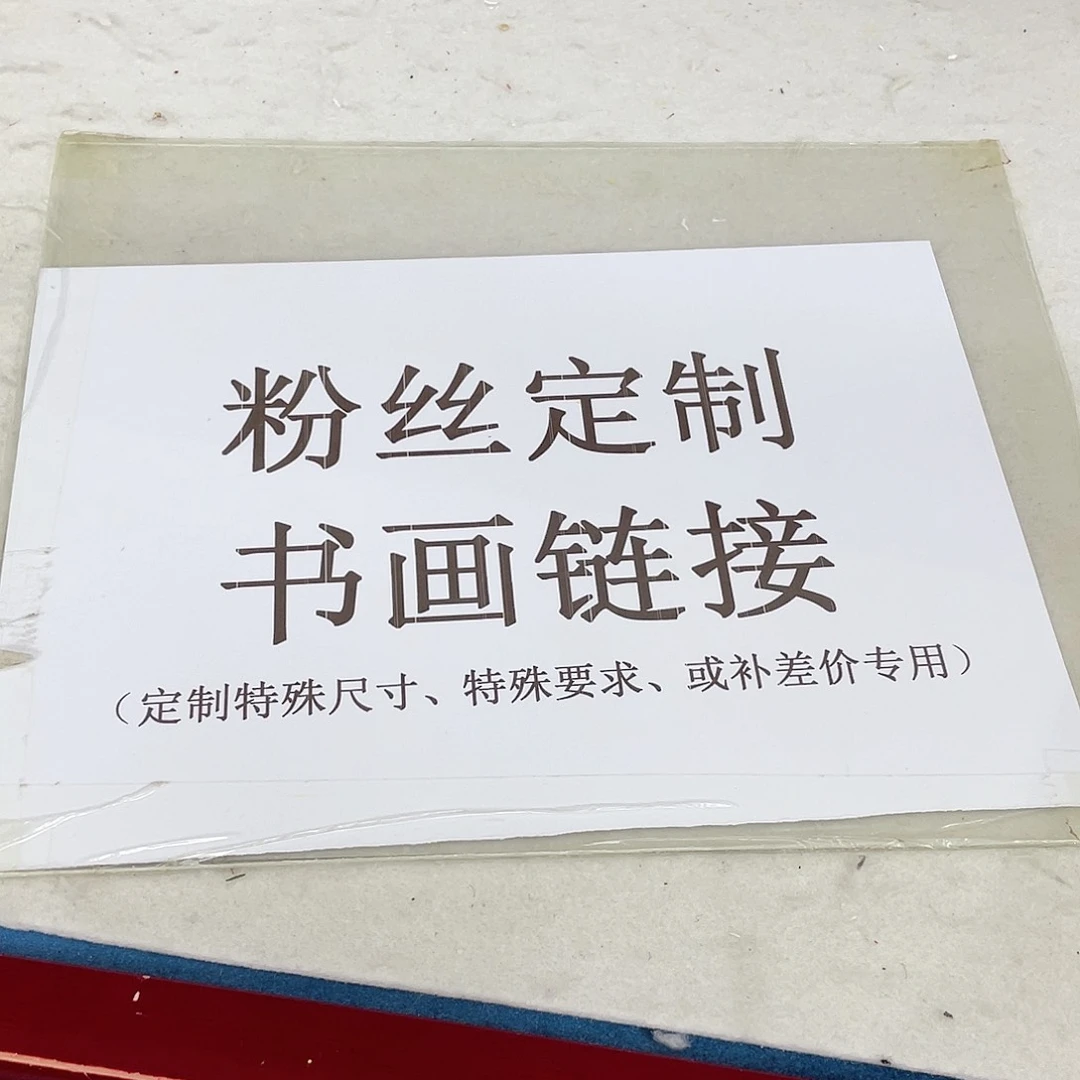 粉丝定制
书画链接
（定制特殊尺寸、特殊要求、或补差价专用）